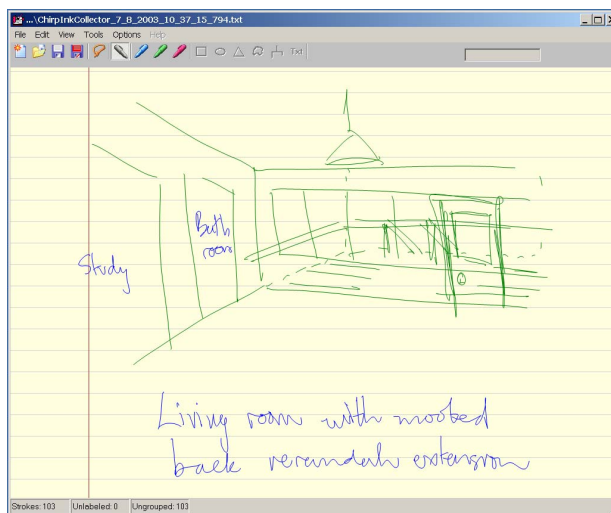 ...\ChirpInkCollector_7_8_2003_10_37_15_794.txt
File Edit View Tools Options Help
Txt
Bath
room
Study
Living room with
back verandah extension
Strokes: 103 Unlabeled: 0 Ungrouped: 103